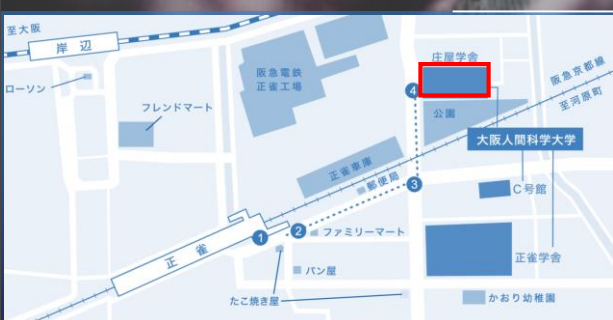 至大阪
岸辺
ローソン
フレンドマート
阪急電鉄
正雀工場
庄屋学舎
阪急京都線
至河原町
4
公園
大阪人間科学大学
正雀車庫
郵便局
3
C号館
1
2
ファミリーマート
正雀
パン屋
正雀学舎
たこ焼き屋
かおり幼稚園